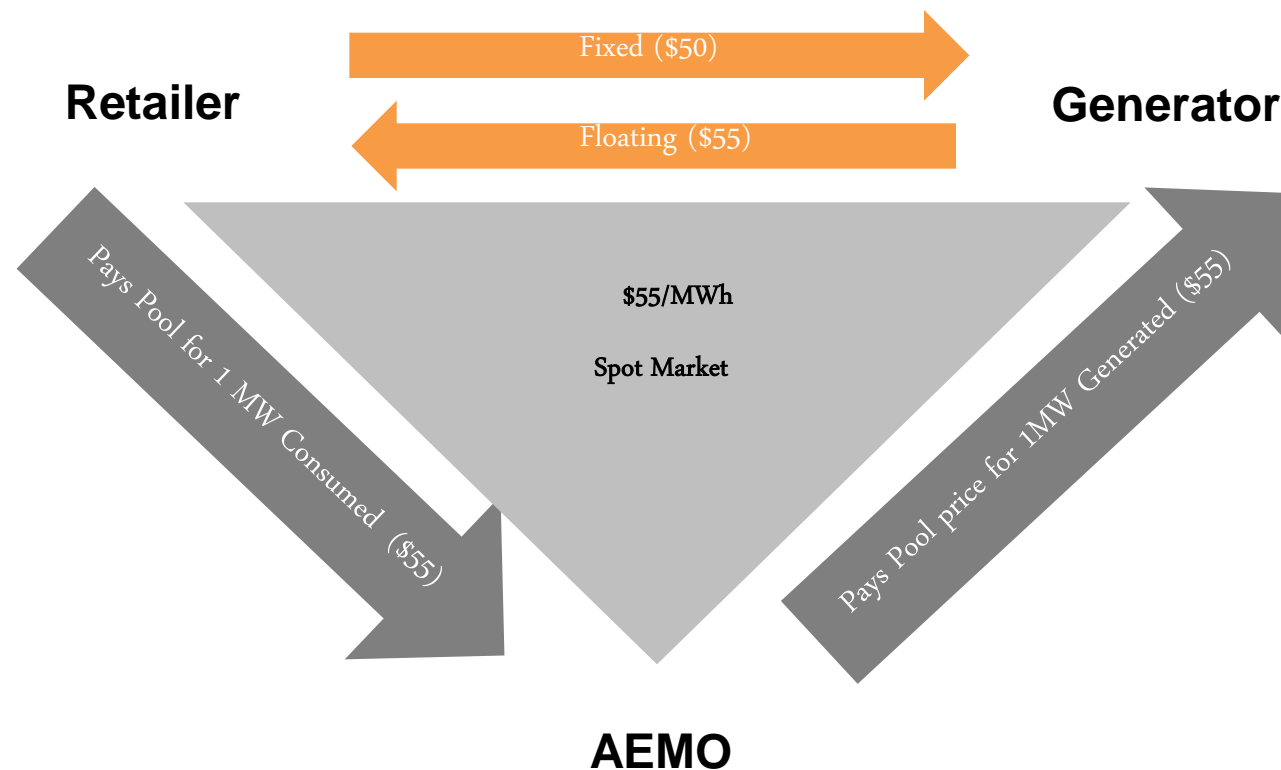 Fixed ($50)
Retailer
Generator
Floating ($55)
Pays Pool for 1 MW Consumed ($55)
$55/MWh
Spot Market
Pays Pool price for 1MW Generated ($55)
AEMO